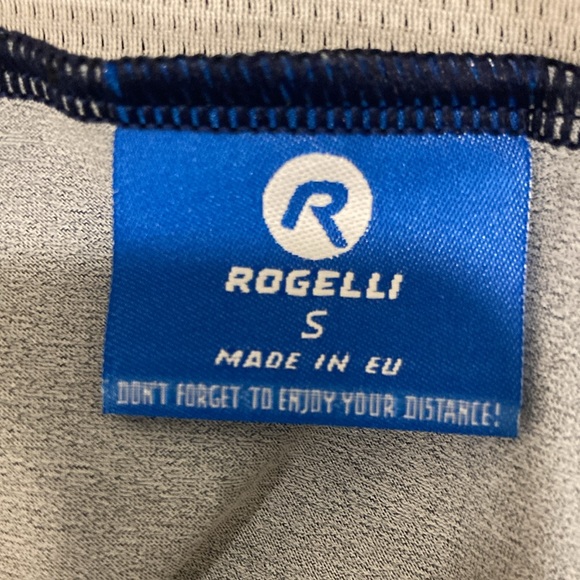 R
ROGELLI
S
MADE IN EU
DON'T FORGET TO ENJOY YOUR DISTANCE!